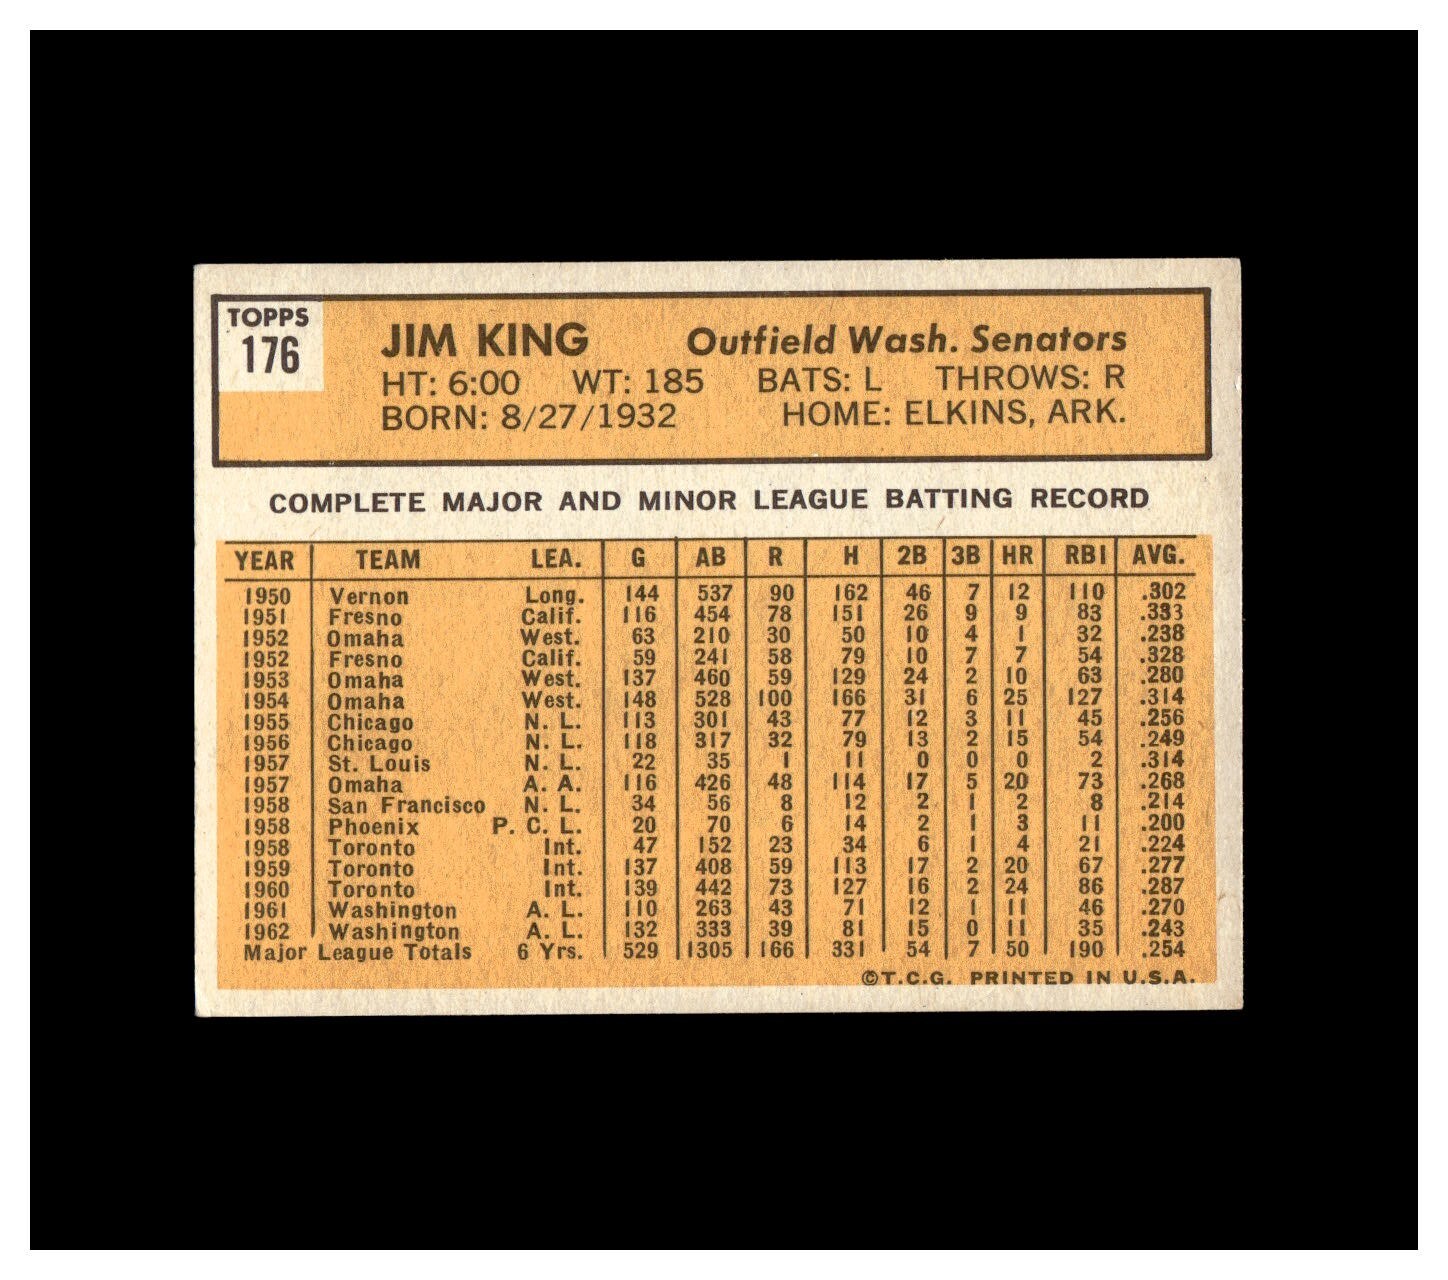 TOPPS
176
JIM KING Outfield Wash. Senators
HT: 6:00 WT: 185 BATS: L THROWS: R
BORN: 8/27/1932 HOME: ELKINS, ARK.
COMPLETE MAJOR AND MINOR LEAGUE BATTING RECORD
YEAR TEAM LEA. G AB R H 2B 3B HR RBI AVG.
1950 Vernon Long. 144 537 90 162 46 7 12 110 .302
1951 Fresno Calif. 116 454 78 151 26 9 9 83 .333
1952 Omaha West. 63 210 30 50 10 4 1 32 .238
1952 Fresno Calif. 59 241 58 79 10 7 7 54 .328
1953 Omaha West. 137 460 59 129 24 2 10 63 .280
1954 Omaha West. 148 528 100 166 31 6 25 127 .314
1955 Chicago N. L. 113 301 43 77 12 3 11 45 .256
1956 Chicago N. L. 118 317 32 79 13 2 15 54 .249
1957 St. Louis N. L. 22 35 1 11 0 0 0 2 .314
1957 Omaha A. A. 116 426 48 114 17 5 20 73 .268
1958 San Francisco N. L. 34 56 8 12 2 1 2 8 .214
1958 Phoenix P. C. L. 20 70 6 14 2 1 3 11 .200
1958 Toronto Int. 47 152 23 34 6 1 4 21 .224
1959 Toronto Int. 137 408 59 113 17 2 20 67 .277
1960 Toronto Int. 139 442 73 127 16 2 24 86 .287
1961 Washington A. L. 110 263 43 71 12 1 11 46 .270
1962 Washington A. L. 132 333 39 81 15 0 11 35 .243
Major League Totals 6 Yrs. 529 1305 166 331 54 7 50 190 .254
©T.C.G. PRINTED IN U.S.A.